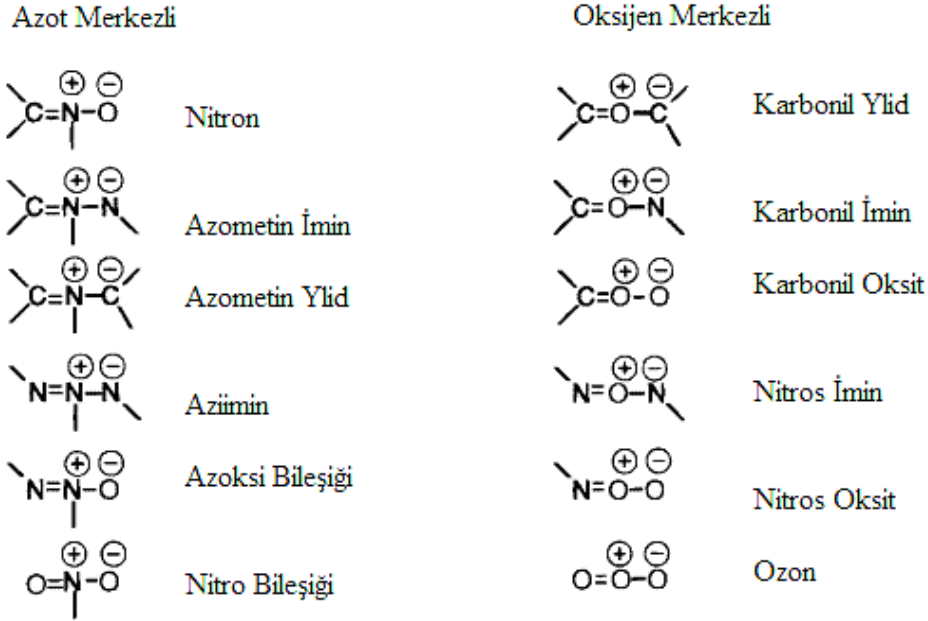 Azot Merkezli
C=N-O
⊕ ⊖
Nitron
C=N-N
⊕ ⊖
Azometin İmin
C=N-C
⊕ ⊖
Azometin Ylid
N=N-N
⊕ ⊖
Aziimin
N=N-O
⊕ ⊖
Azoksi Bileşiği
O=N-O
⊕ ⊖
Nitro Bileşiği
Oksijen Merkezli
C=O-C
⊕ ⊖
Karbonil Ylid
C=O-N
⊕ ⊖
Karbonil İmin
C=O-O
⊕ ⊖
Karbonil Oksit
N=O-N
⊕ ⊖
Nitros İmin
N=O-O
⊕ ⊖
Nitros Oksit
O=O-O
⊕ ⊖
Ozon